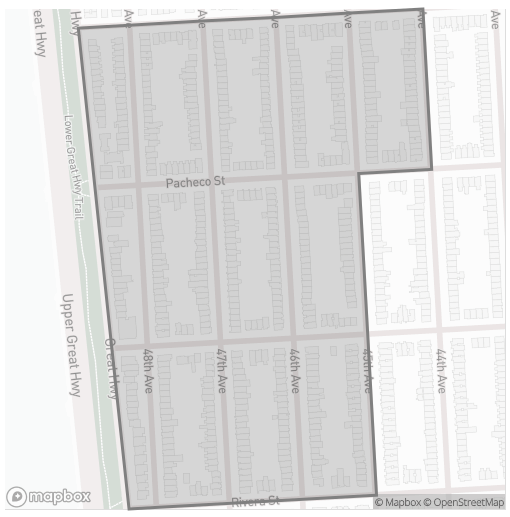 Ave
Ave
Ave
Ave
Ave
Ave
Hwy
Great Hwy
Lower Great Hwy Trail
Pacheco St
Upper Great Hwy
Great Hwy
48th Ave
47th Ave
46th Ave
45th Ave
44th Ave
Rivera St
mapbox
© Mapbox © OpenStreetMap